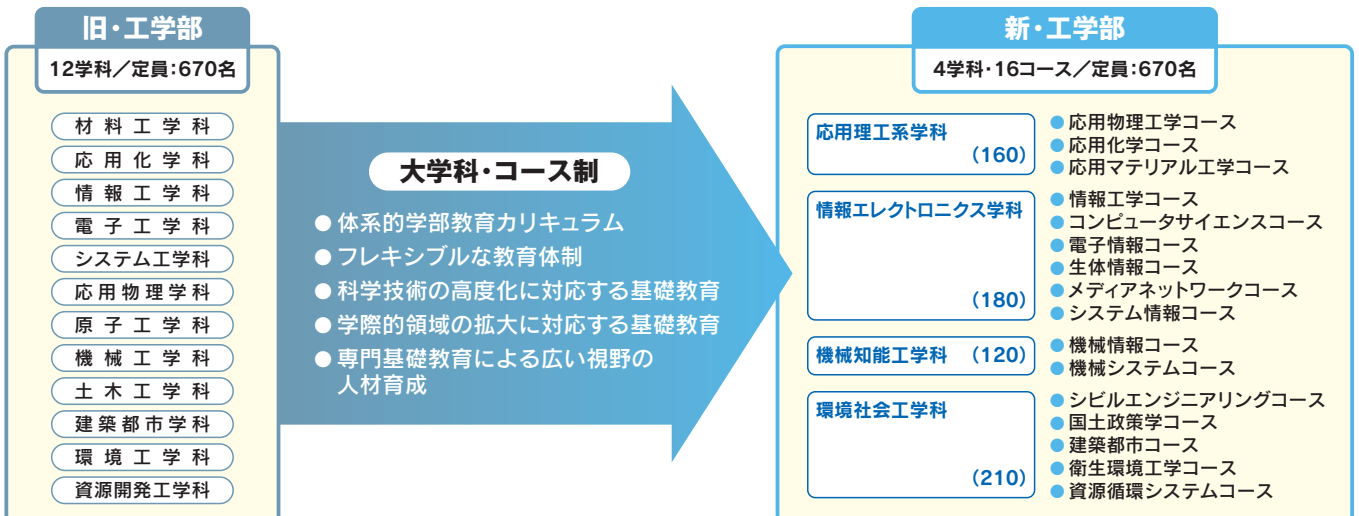 旧・工学部
12学科／定員:670名
材料工学科
応用化学科
情報工学科
電子工学科
システム工学科
応用物理学科
原子工学科
機械工学科
土木工学科
建築都市学科
環境工学科
資源開発工学科
大学科・コース制
●体系的学部教育カリキュラム
●フレキシブルな教育体制
●科学技術の高度化に対応する基礎教育
●学際的領域の拡大に対応する基礎教育
●専門基礎教育による広い視野の
人材育成
新・工学部
4学科・16コース／定員:670名
応用理工系学科
（160）
●応用物理工学コース
●応用化学コース
●応用マテリアル工学コース
情報エレクトロニクス学科
（180）
●情報工学コース
●コンピュータサイエンスコース
●電子情報コース
●生体情報コース
●メディアネットワークコース
●システム情報コース
機械知能工学科 （120）
●機械情報コース
●機械システムコース
環境社会工学科
（210）
●シビルエンジニアリングコース
●国土政策学コース
●建築都市コース
●衛生環境工学コース
●資源循環システムコース